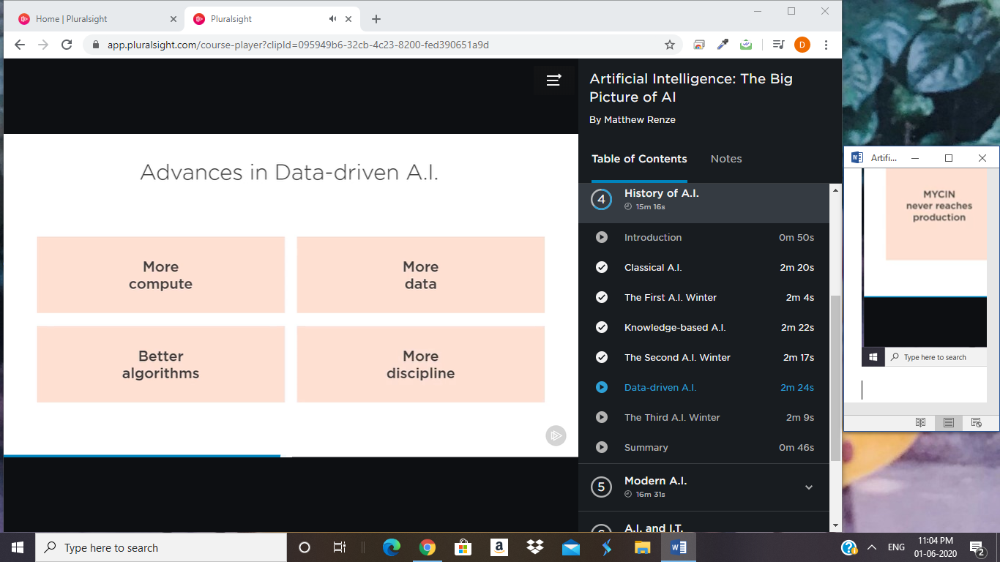 Home | Pluralsight
Pluralsight
app.pluralsight.com/course-player?clipId=095949b6-32cb-4c23-8200-fed390651a9d
D
Advances in Data-driven A.I.
More
compute
More
data
Better
algorithms
More
discipline
Artificial Intelligence: The Big
Picture of AI
By Matthew Renze
Table of Contents
Notes
4
History of A.I.
15m 16s
Introduction 0m 50s
Classical A.I. 2m 20s
The First A.I. Winter 2m 4s
Knowledge-based A.I. 2m 22s
The Second A.I. Winter 2m 17s
Data-driven A.I. 2m 24s
The Third A.I. Winter 2m 9s
Summary 0m 46s
5
Modern A.I.
16m 31s
A.I. and I.T.
Artifi...
MYCIN
never reaches
production
Type here to search
Type here to search
ENG
11:04 PM
01-06-2020
2